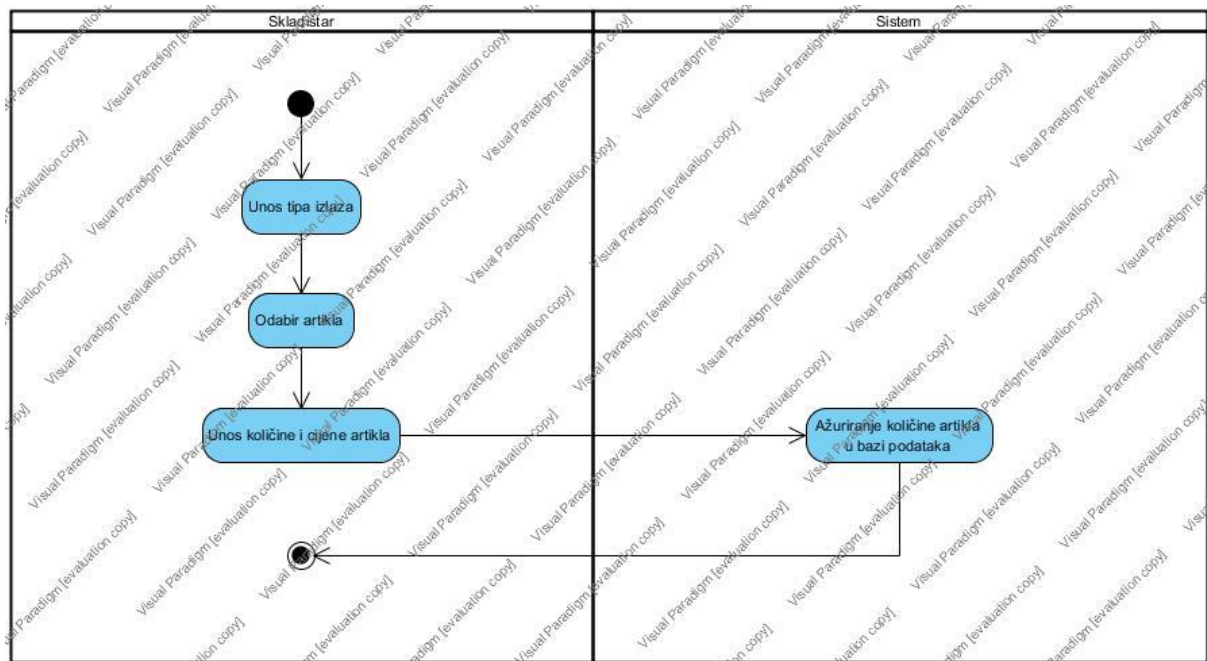 Skladistar
Sistem
Unos tipa izlaza
Odabir artikla
Unos količine i cijene artikla
Ažuriranje količine artikla
u bazi podataka
Visual Paradigm [evaluation copy]